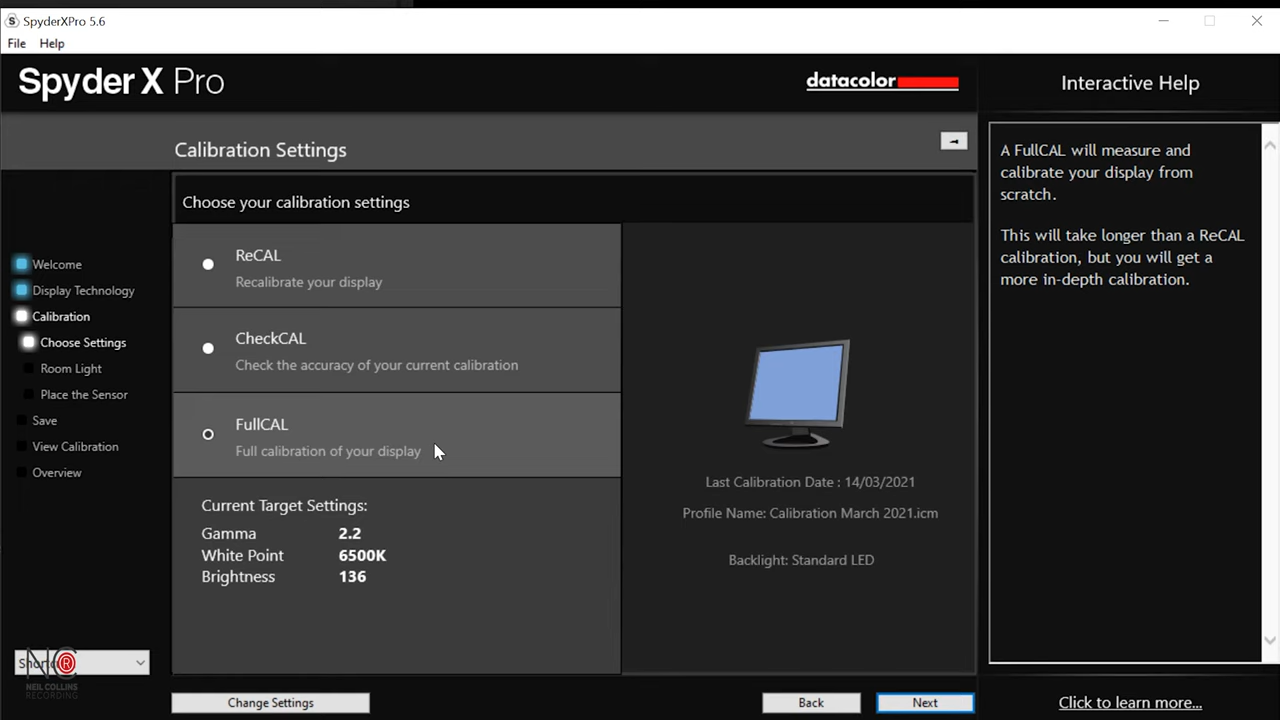 SpyderXPro 5.6
File Help
Spyder X Pro
datacolor
Interactive Help
Calibration Settings
Choose your calibration settings
Welcome
Display Technology
Calibration
Choose Settings
Room Light
Place the Sensor
Save
View Calibration
Overview
ReCAL
Recalibrate your display
CheckCAL
Check the accuracy of your current calibration
FullCAL
Full calibration of your display
Current Target Settings:
Gamma 2.2
White Point 6500K
Brightness 136
Last Calibration Date : 14/03/2021
Profile Name: Calibration March 2021.icm
Backlight: Standard LED
A FullCAL will measure and
calibrate your display from
scratch.
This will take longer than a ReCAL
calibration, but you will get a
more in-depth calibration.
NC R
NEIL COLLINS
RECORDING
Change Settings
Back
Next
Click to learn more...